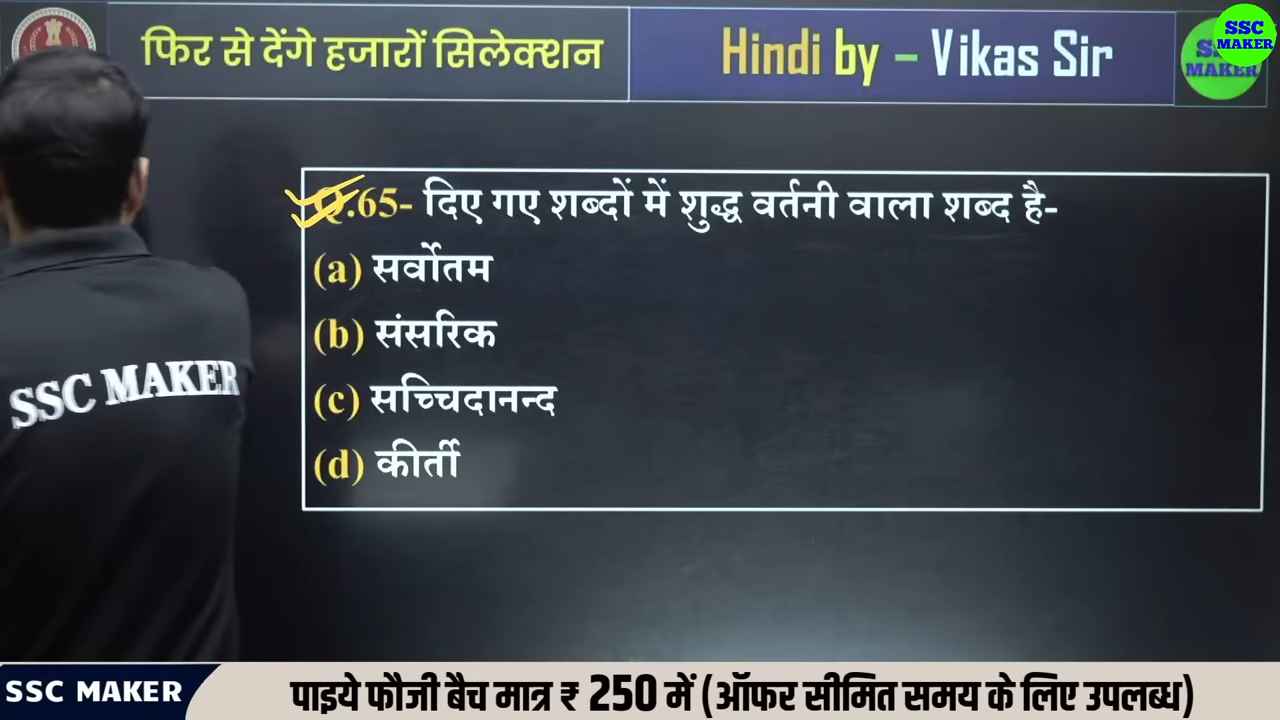 फिर से देंगे हजारों सिलेक्शन
Hindi by – Vikas Sir
SSC
MAKER
MAKER
Q.65- दिए गए शब्दों में शुद्ध वर्तनी वाला शब्द है-
(a) सर्वोतम
(b) संसरिक
(c) सच्चिदानन्द
(d) कीर्ती
SSC MAKER
SSC MAKER
पाइये फौजी बैच मात्र ₹ 250 में (ऑफर सीमित समय के लिए उपलब्ध)